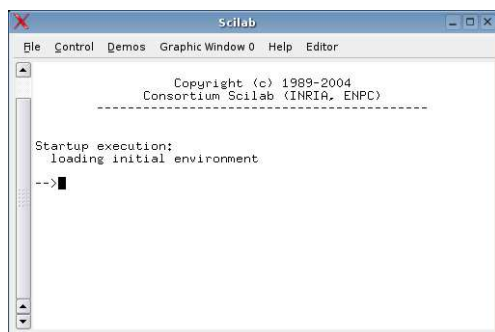 Scilab
File Control Demos Graphic Window 0 Help Editor
Copyright (c) 1989-2004
Consortium Scilab (INRIA, ENPC)
-------------------------------------------
Startup execution:
loading initial environment
-->